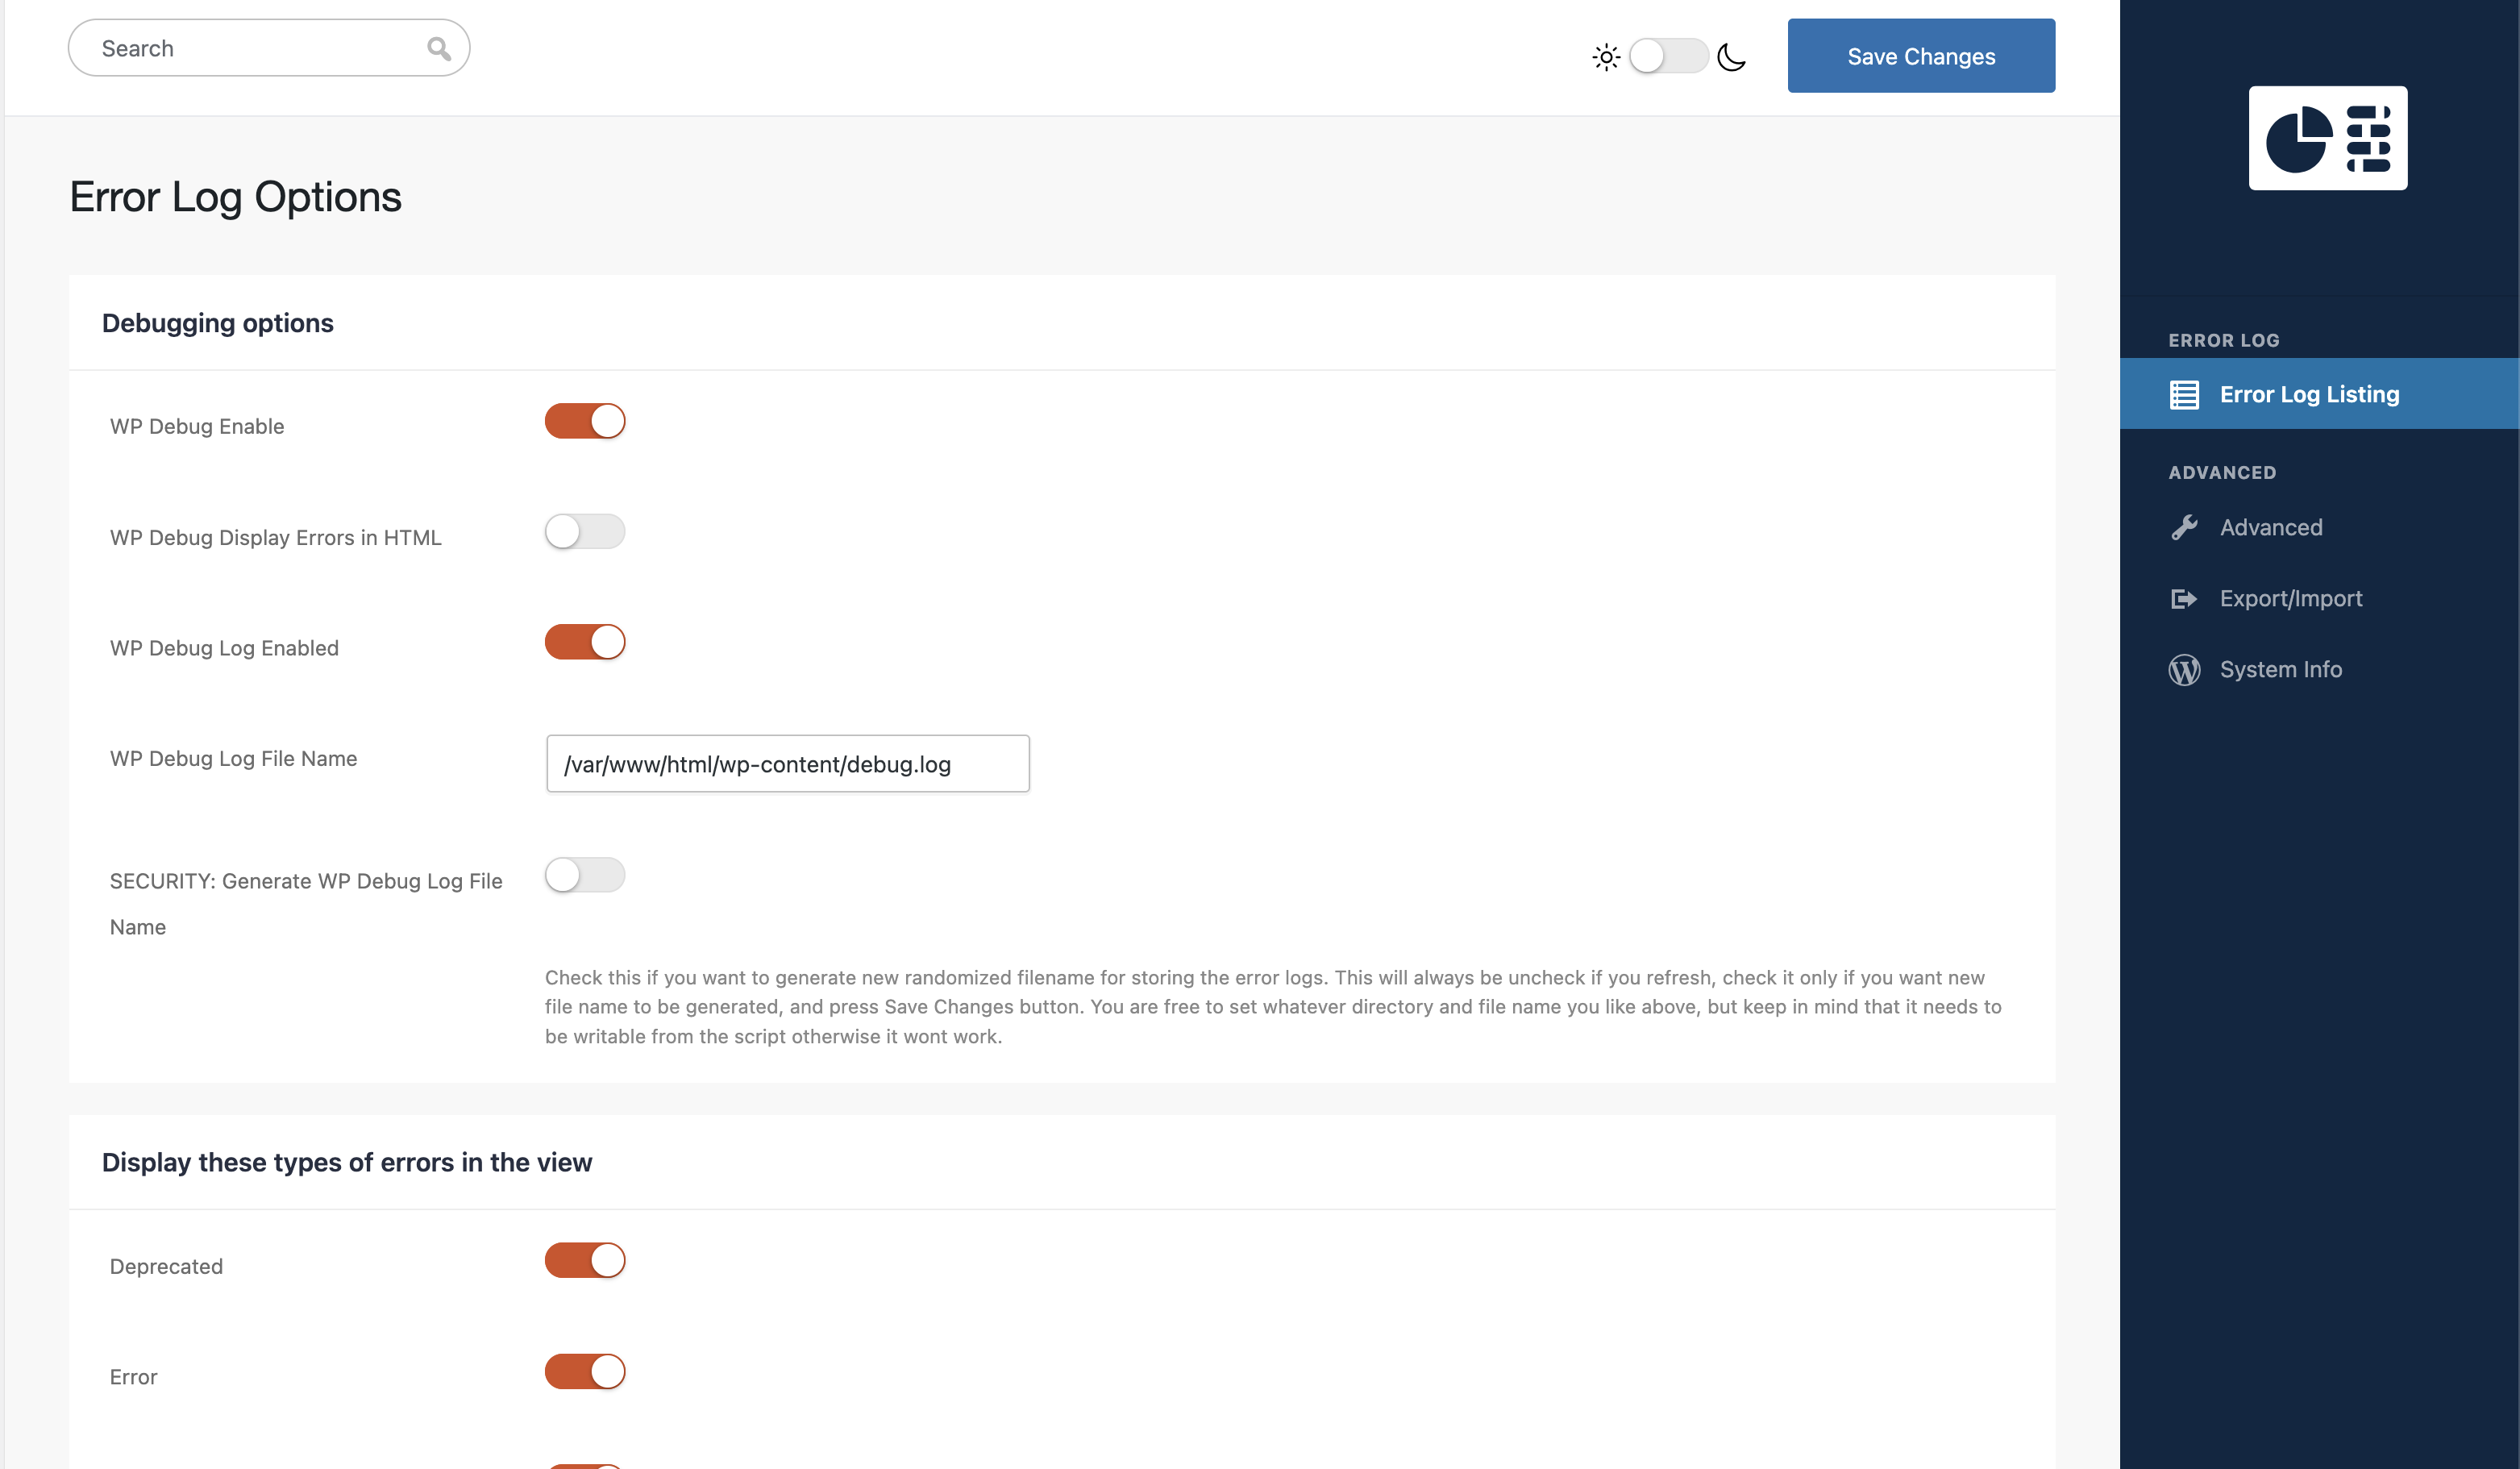 Search
Save Changes
Error Log Options
Debugging options
WP Debug Enable
WP Debug Display Errors in HTML
WP Debug Log Enabled
WP Debug Log File Name
/var/www/html/wp-content/debug.log
SECURITY: Generate WP Debug Log File
Name
Check this if you want to generate new randomized filename for storing the error logs. This will always be uncheck if you refresh, check it only if you want new
file name to be generated, and press Save Changes button. You are free to set whatever directory and file name you like above, but keep in mind that it needs to
be writable from the script otherwise it wont work.
Display these types of errors in the view
Deprecated
Error
ERROR LOG
Error Log Listing
ADVANCED
Advanced
Export/Import
System Info